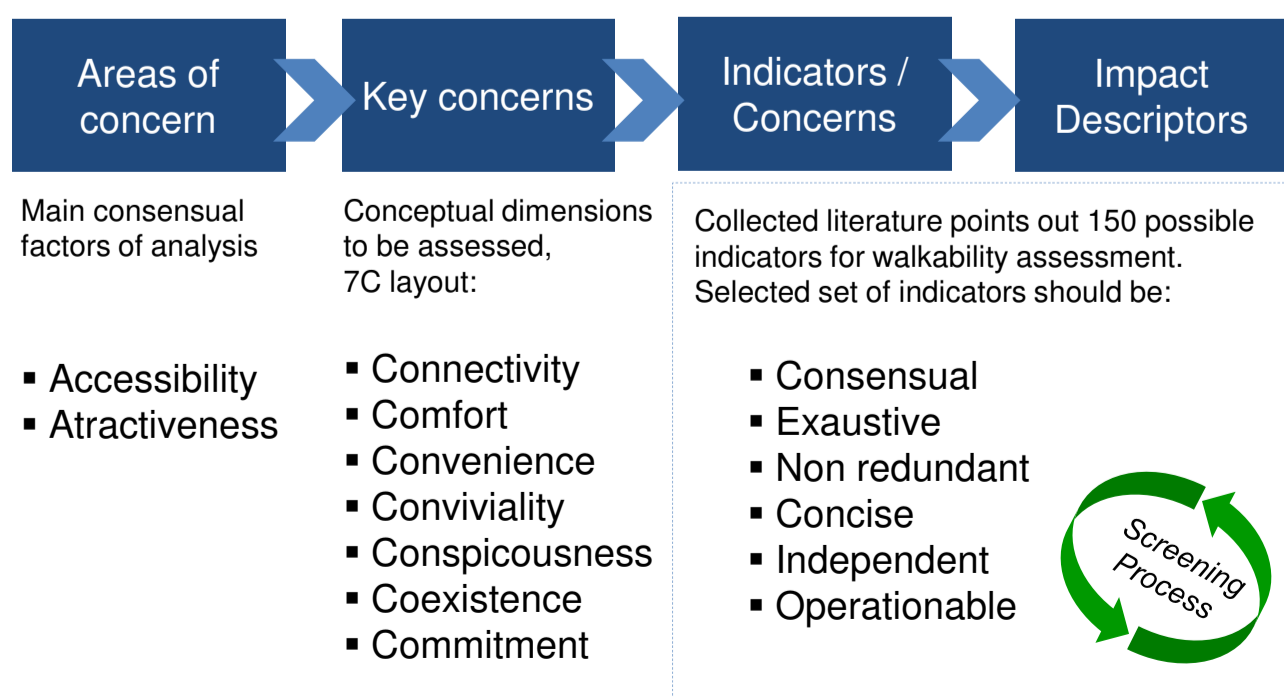 Areas of
concern
Key concerns
Indicators /
Concerns
Impact
Descriptors
Main consensual
factors of analysis
▪ Accessibility
▪ Atractiveness
Conceptual dimensions
to be assessed,
7C layout:
▪ Connectivity
▪ Comfort
▪ Convenience
▪ Conviviality
▪ Conspicousness
▪ Coexistence
▪ Commitment
Collected literature points out 150 possible
indicators for walkability assessment.
Selected set of indicators should be:
▪ Consensual
▪ Exaustive
▪ Non redundant
▪ Concise
▪ Independent
▪ Operationable
Screening
Process